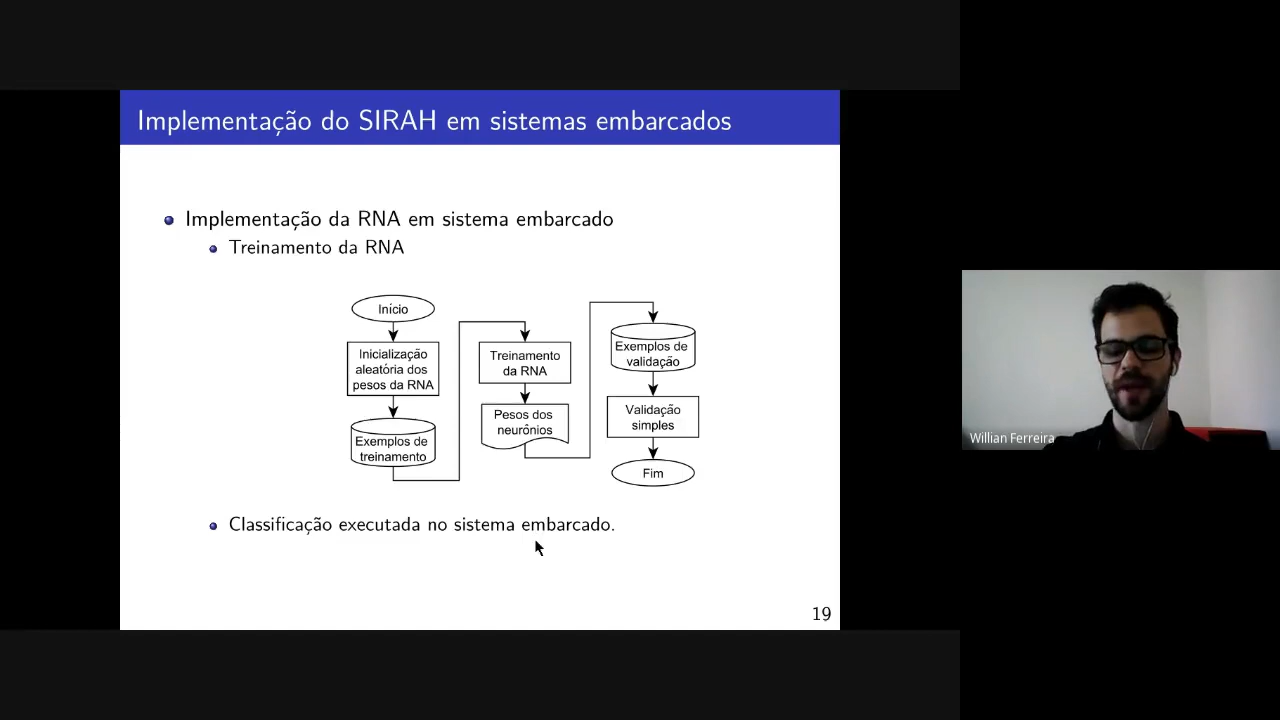 Implementação do SIRAH em sistemas embarcados
Implementação da RNA em sistema embarcado
Treinamento da RNA
Início
Inicialização
aleatória dos
pesos da RNA
Exemplos de
treinamento
Treinamento
da RNA
Pesos dos
neurônios
Exemplos de
validação
Validação
simples
Fim
Classificação executada no sistema embarcado.
19
Willian Ferreira